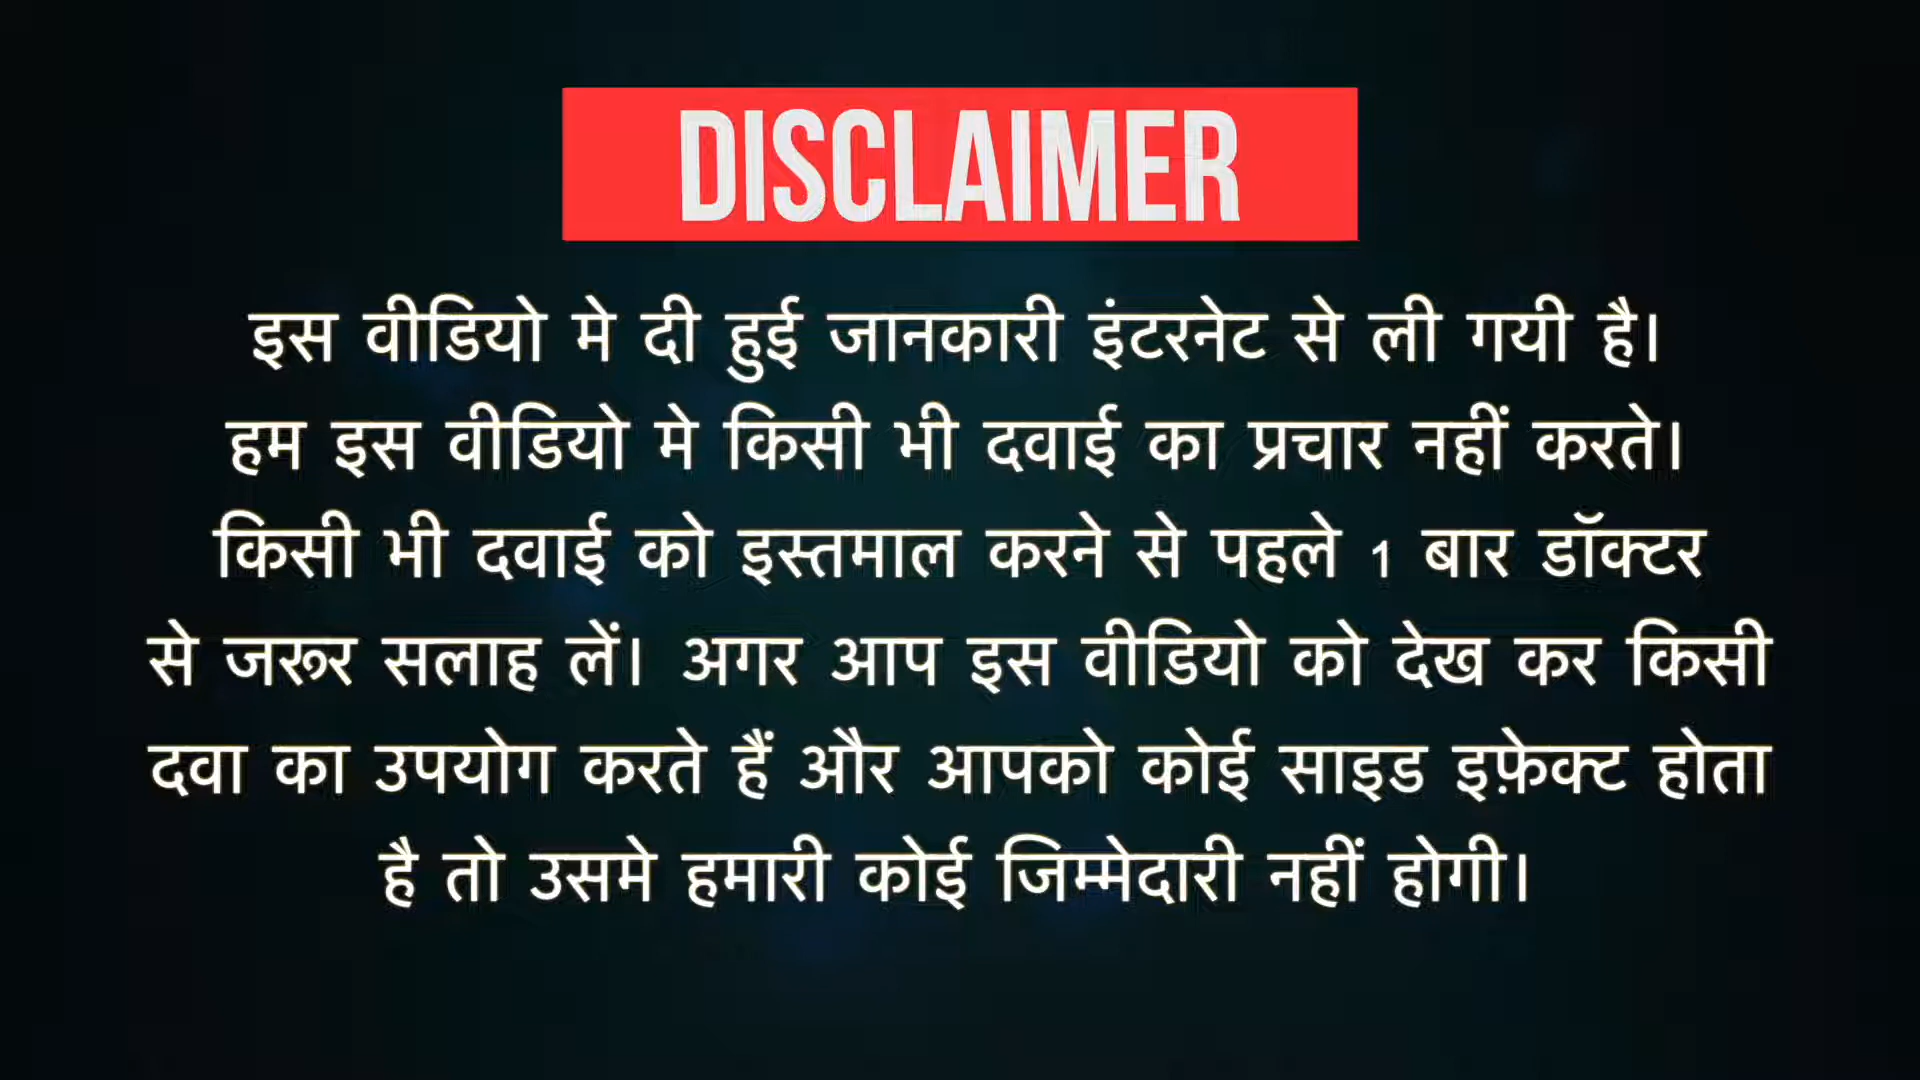 DISCLAIMER
इस वीडियो मे दी हुई जानकारी इंटरनेट से ली गयी है।
हम इस वीडियो मे किसी भी दवाई का प्रचार नहीं करते।
किसी भी दवाई को इस्तमाल करने से पहले 1 बार डॉक्टर
से जरूर सलाह लें। अगर आप इस वीडियो को देख कर किसी
दवा का उपयोग करते हैं और आपको कोई साइड इफ़ेक्ट होता
है तो उसमे हमारी कोई जिम्मेदारी नहीं होगी।